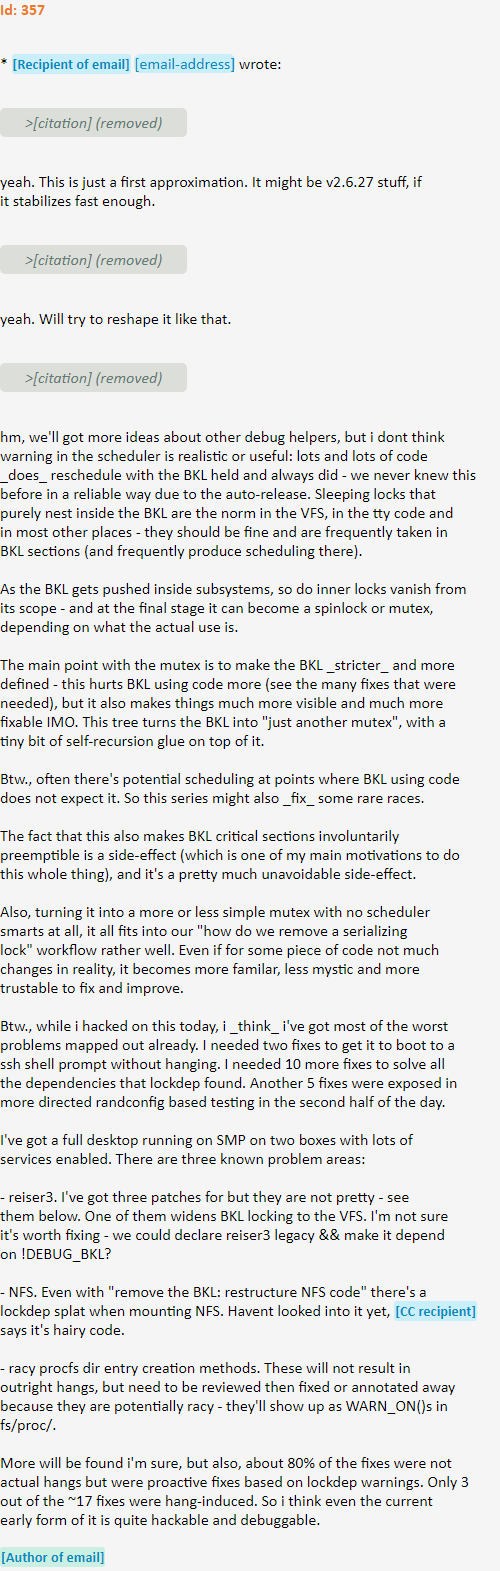 Id: 357
* [Recipient of email] [email-address] wrote:
>[citation] (removed)
yeah. This is just a first approximation. It might be v2.6.27 stuff, if
it stabilizes fast enough.
>[citation] (removed)
yeah. Will try to reshape it like that.
>[citation] (removed)
hm, we'll got more ideas about other debug helpers, but i dont think
warning in the scheduler is realistic or useful: lots and lots of code
_does_ reschedule with the BKL held and always did - we never knew this
before in a reliable way due to the auto-release. Sleeping locks that
purely nest inside the BKL are the norm in the VFS, in the tty code and
in most other places - they should be fine and are frequently taken in
BKL sections (and frequently produce scheduling there).
As the BKL gets pushed inside subsystems, so do inner locks vanish from
its scope - and at the final stage it can become a spinlock or mutex,
depending on what the actual use is.
The main point with the mutex is to make the BKL _stricter_ and more
defined - this hurts BKL using code more (see the many fixes that were
needed), but it also makes things much more visible and much more
fixable IMO. This tree turns the BKL into "just another mutex", with a
tiny bit of self-recursion glue on top of it.
Btw., often there's potential scheduling at points where BKL using code
does not expect it. So this series might also _fix_ some rare races.
The fact that this also makes BKL critical sections involuntarily
preemptible is a side-effect (which is one of my main motivations to do
this whole thing), and it's a pretty much unavoidable side-effect.
Also, turning it into a more or less simple mutex with no scheduler
smarts at all, it all fits into our "how do we remove a serializing
lock" workflow rather well. Even if for some piece of code not much
changes in reality, it becomes more familar, less mystic and more
trustable to fix and improve.
Btw., while i hacked on this today, i _think_ i've got most of the worst
problems mapped out already. I needed two fixes to get it to boot to a
ssh shell prompt without hanging. I needed 10 more fixes to solve all
the dependencies that lockdep found. Another 5 fixes were exposed in
more directed randconfig based testing in the second half of the day.
I've got a full desktop running on SMP on two boxes with lots of
services enabled. There are three known problem areas:
- reiser3. I've got three patches for but they are not pretty - see
them below. One of them widens BKL locking to the VFS. I'm not sure
it's worth fixing - we could declare reiser3 legacy && make it depend
on !DEBUG_BKL?
- NFS. Even with "remove the BKL: restructure NFS code" there's a
lockdep splat when mounting NFS. Havent looked into it yet, [CC recipient]
says it's hairy code.
- racy procfs dir entry creation methods. These will not result in
outright hangs, but need to be reviewed then fixed or annotated away
because they are potentially racy - they'll show up as WARN_ON()s in
fs/proc/.
More will be found i'm sure, but also, about 80% of the fixes were not
actual hangs but were proactive fixes based on lockdep warnings. Only 3
out of the ~17 fixes were hang-induced. So i think even the current
early form of it is quite hackable and debuggable.
[Author of email]